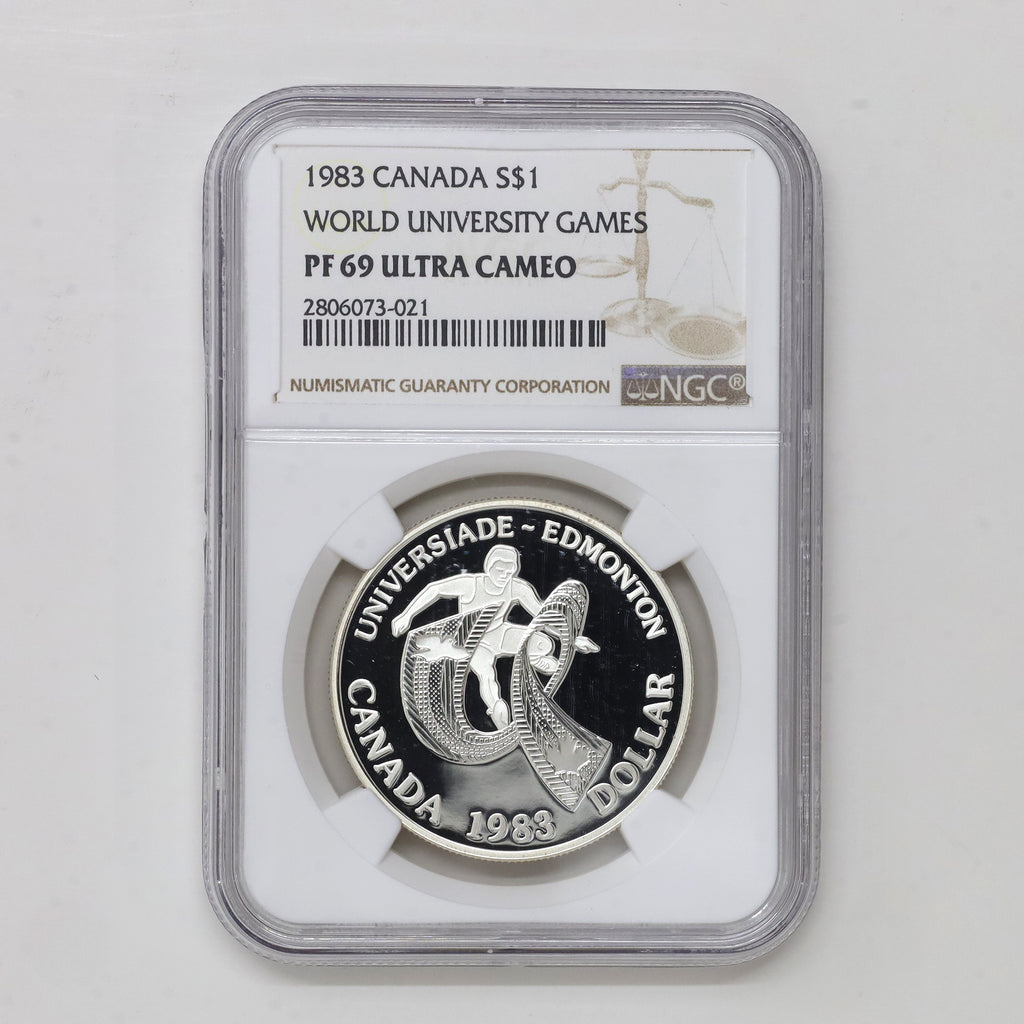 1983 CANADA S$1
WORLD UNIVERSITY GAMES
PF 69 ULTRA CAMEO
2806073-021
NUMISMATIC GUARANTY CORPORATION NGC®
UNIVERSIADE ~ EDMONTON
CANADA 1983 DOLLAR